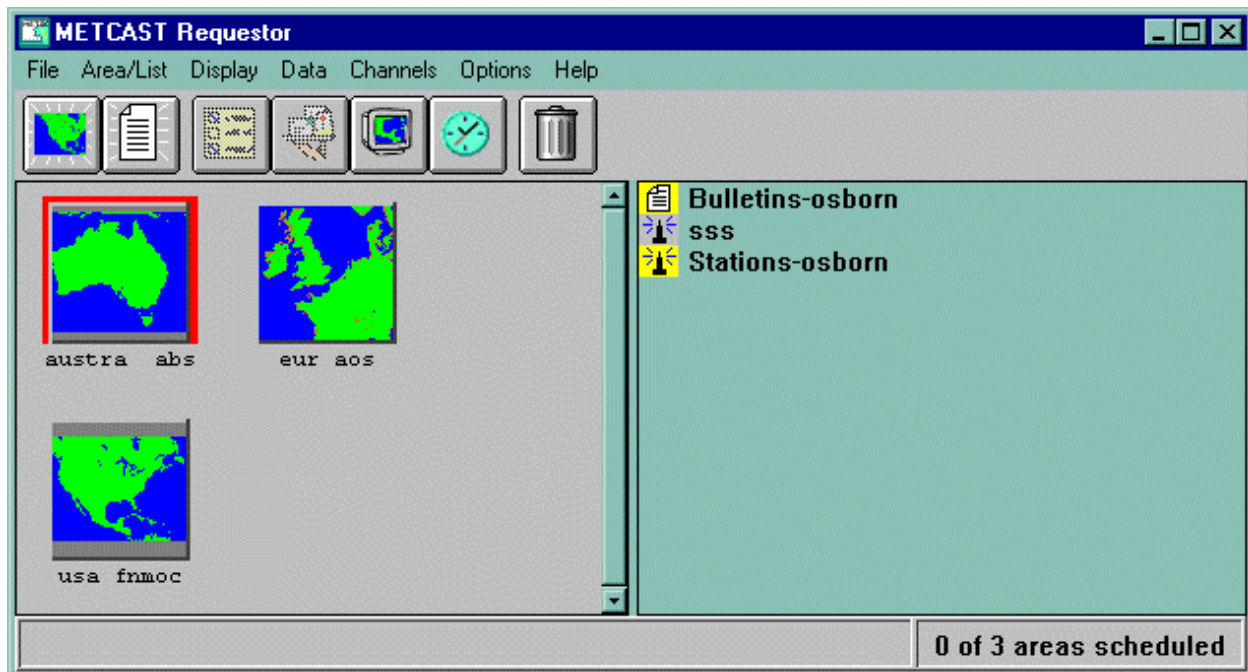 METCAST Requestor
File Area/List Display Data Channels Options Help
Bulletins-osborn
sss
Stations-osborn
austra abs
eur aos
usa fnmoc
0 of 3 areas scheduled